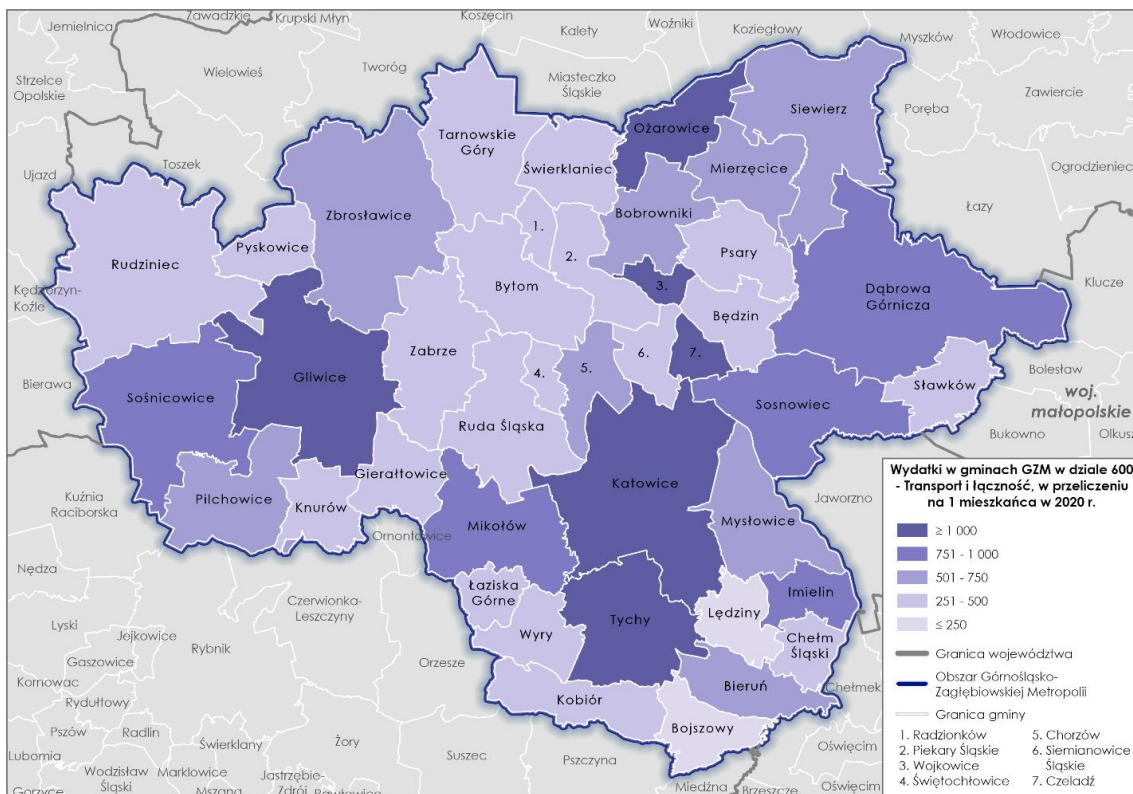 Jemielnica
Zawadzkie
Krupski Młyn
Koszęcin
Kalety
Woźniki
Koziegłowy
Myszków
Włodowice
Strzelce
Opolskie
Wielowieś
Tworóg
Miasteczko
Śląskie
Poręba
Zawiercie
Siewierz
Ożarowice
Tarnowskie
Góry
Świerklaniec
Mierzęcice
Ogrodzieniec
Ujazd
Toszek
Zbrosławice
Bobrowniki
Łazy
Pyskowice
Rudziniec
1.
2.
Psary
Kędzierzyn-
Koźle
Bytom
3.
Dąbrowa
Górnicza
Klucze
Będzin
Zabrze
6.
7.
Bierawa
Gliwice
4.
5.
Sławków
Bolesław
woj.
małopolskie
Sośnicowice
Ruda Śląska
Sosnowiec
Bukowno
Olkusz
Gierałtowice
Katowice
Kuźnia
Raciborska
Pilchowice
Knurów
Mikołów
Mysłowice
Jaworzno
Ornontowice
Nędza
Łaziska
Górne
Imielin
Czerwionka-
Leszczyny
Tychy
Lędziny
Lyski
Jejkowice
Rybnik
Wyry
Chełm
Śląski
Gaszowice
Orzesze
Kornowac
Bieruń
Chełmek
Rydułtowy
Kobiór
Bojszowy
Pszów
Radlin
Świerklany
Żory
Suszec
Pszczyna
Oświęcim
Lubomia
Wodzisław
Śląski
Marklowice
Jastrzębie-
Zdrój
Pawłowice
Miedźna
Brzeszcze
Oświęcim
Gorzyce
Mszana
Wydatki w gminach GZM w dziale 600
- Transport i łączność, w przeliczeniu
na 1 mieszkańca w 2020 r.
≥ 1 000
751 - 1 000
501 - 750
251 - 500
≤ 250
Granica województwa
Obszar Górnośląsko-
Zagłębiowskiej Metropolii
Granica gminy
1. Radzionków
2. Piekary Śląskie
3. Wojkowice
4. Świętochłowice
5. Chorzów
6. Siemianowice
Śląskie
7. Czeladź